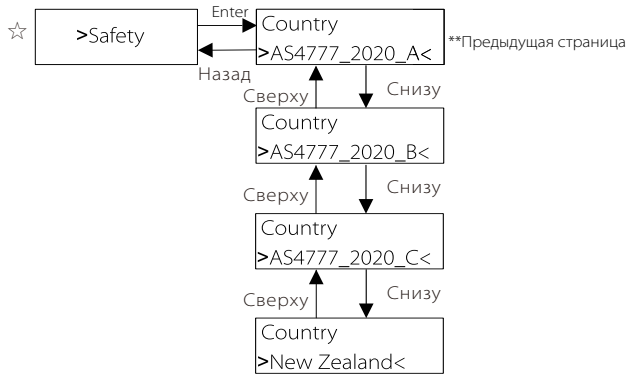 Enter
☆ >Safety
Country
>AS4777_2020_A<
**Предыдущая страница
Назад
Сверху
Снизу
Country
>AS4777_2020_B<
Сверху
Снизу
Country
>AS4777_2020_C<
Сверху
Снизу
Country
>New Zealand<